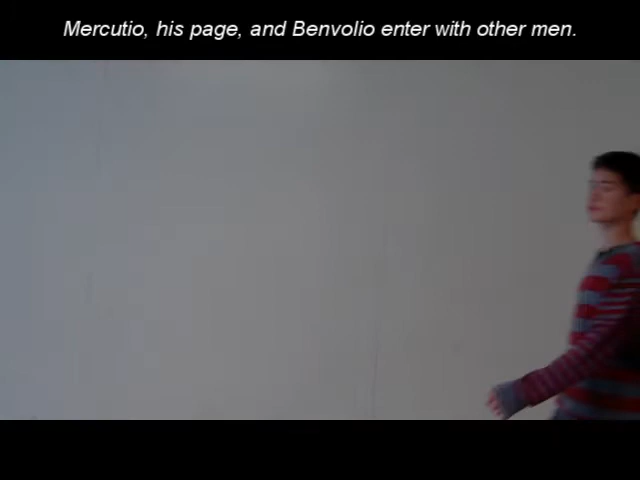 Mercutio, his page, and Benvolio enter with other men.